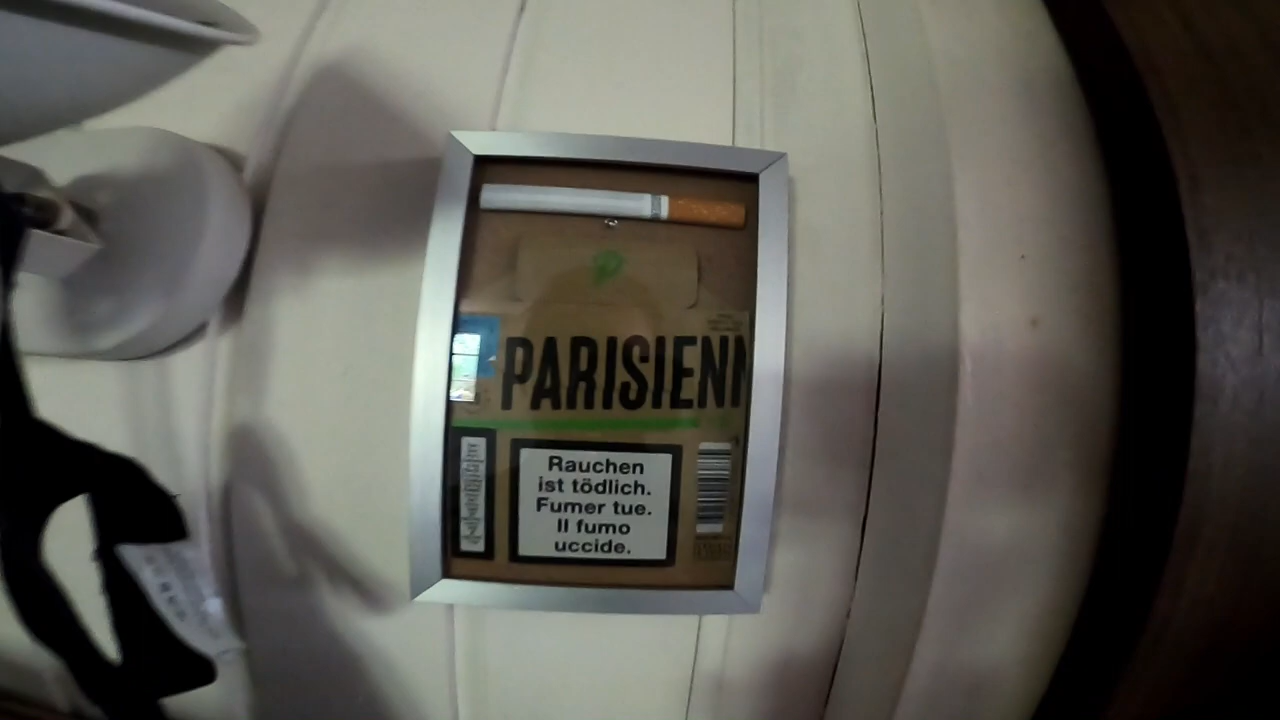 PARISIENN
Rauchen
ist tödlich.
Fumer tue.
Il fumo
uccide.